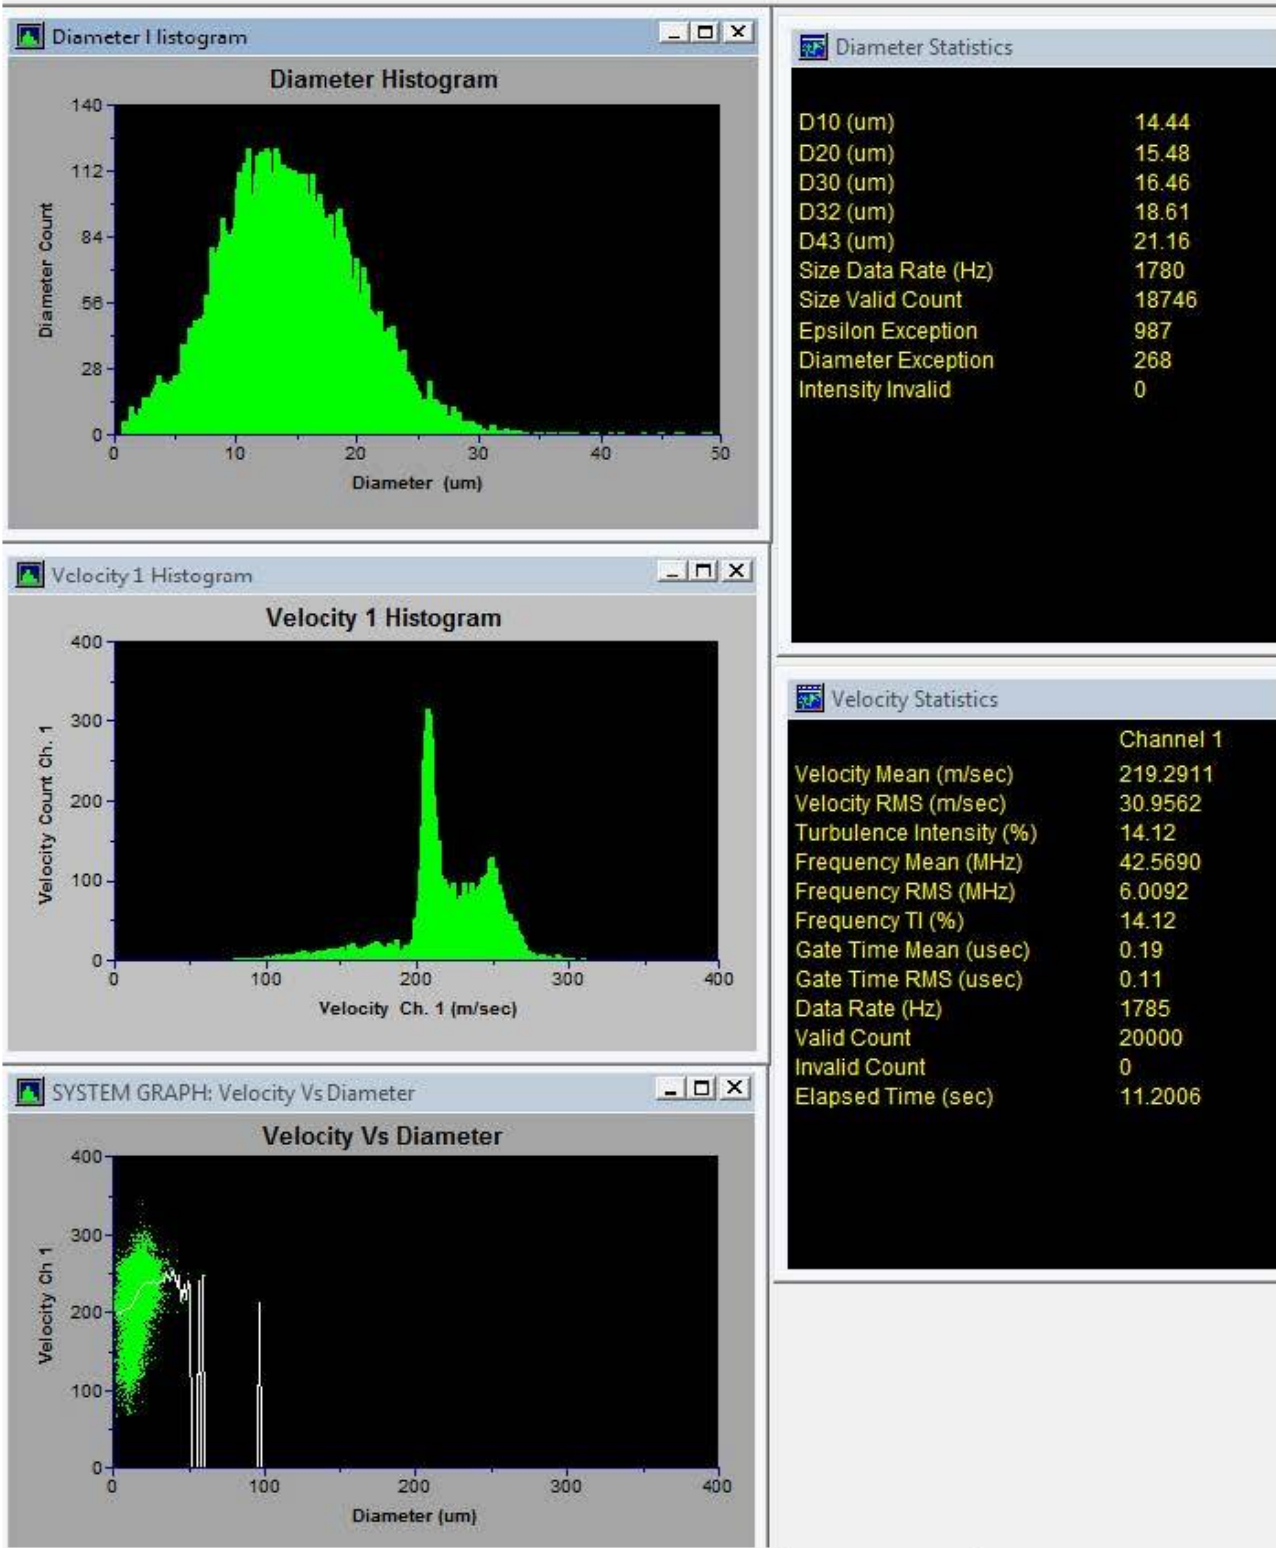 Diameter Histogram
Diameter Histogram
140
112
84
56
28
0
Diameter Count
0 10 20 30 40 50
Diameter (um)
Diameter Statistics
D10 (um) 14.44
D20 (um) 15.48
D30 (um) 16.46
D32 (um) 18.61
D43 (um) 21.16
Size Data Rate (Hz) 1780
Size Valid Count 18746
Epsilon Exception 987
Diameter Exception 268
Intensity Invalid 0
Velocity 1 Histogram
Velocity 1 Histogram
400
300
200
100
0
Velocity Count Ch. 1
0 100 200 300 400
Velocity Ch. 1 (m/sec)
Velocity Statistics
Channel 1
Velocity Mean (m/sec) 219.2911
Velocity RMS (m/sec) 30.9562
Turbulence Intensity (%) 14.12
Frequency Mean (MHz) 42.5690
Frequency RMS (MHz) 6.0092
Frequency TI (%) 14.12
Gate Time Mean (usec) 0.19
Gate Time RMS (usec) 0.11
Data Rate (Hz) 1785
Valid Count 20000
Invalid Count 0
Elapsed Time (sec) 11.2006
SYSTEM GRAPH: Velocity Vs Diameter
Velocity Vs Diameter
400
300
200
100
0
Velocity Ch 1
0 100 200 300 400
Diameter (um)